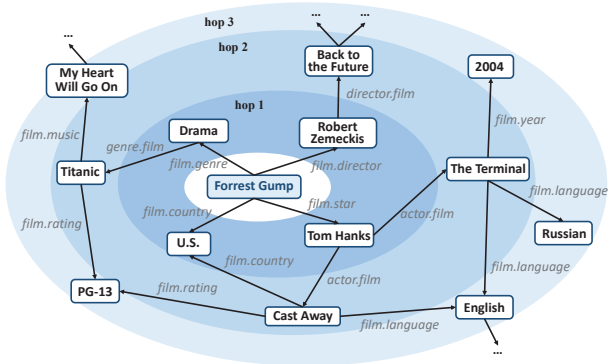 hop 3
...
...
...
hop 2
My Heart
Will Go On
Back to
the Future
2004
hop 1
director.film
film.music
Drama
Robert
Zemeckis
film.year
genre.film
film.genre
film.director
Titanic
The Terminal
Forrest Gump
film.language
film.country
film.star
actor.film
film.rating
U.S.
Tom Hanks
Russian
film.country
film.language
actor.film
PG-13
film.rating
English
Cast Away
film.language
...